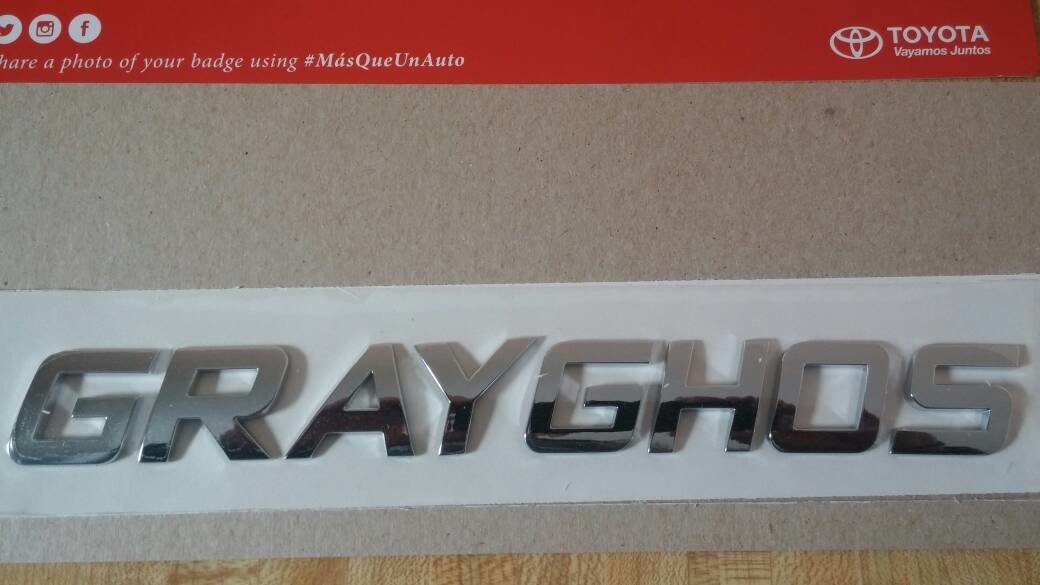 TOYOTA
Vayamos Juntos
hare a photo of your badge using #MásQueUnAuto
GRAYGHOS